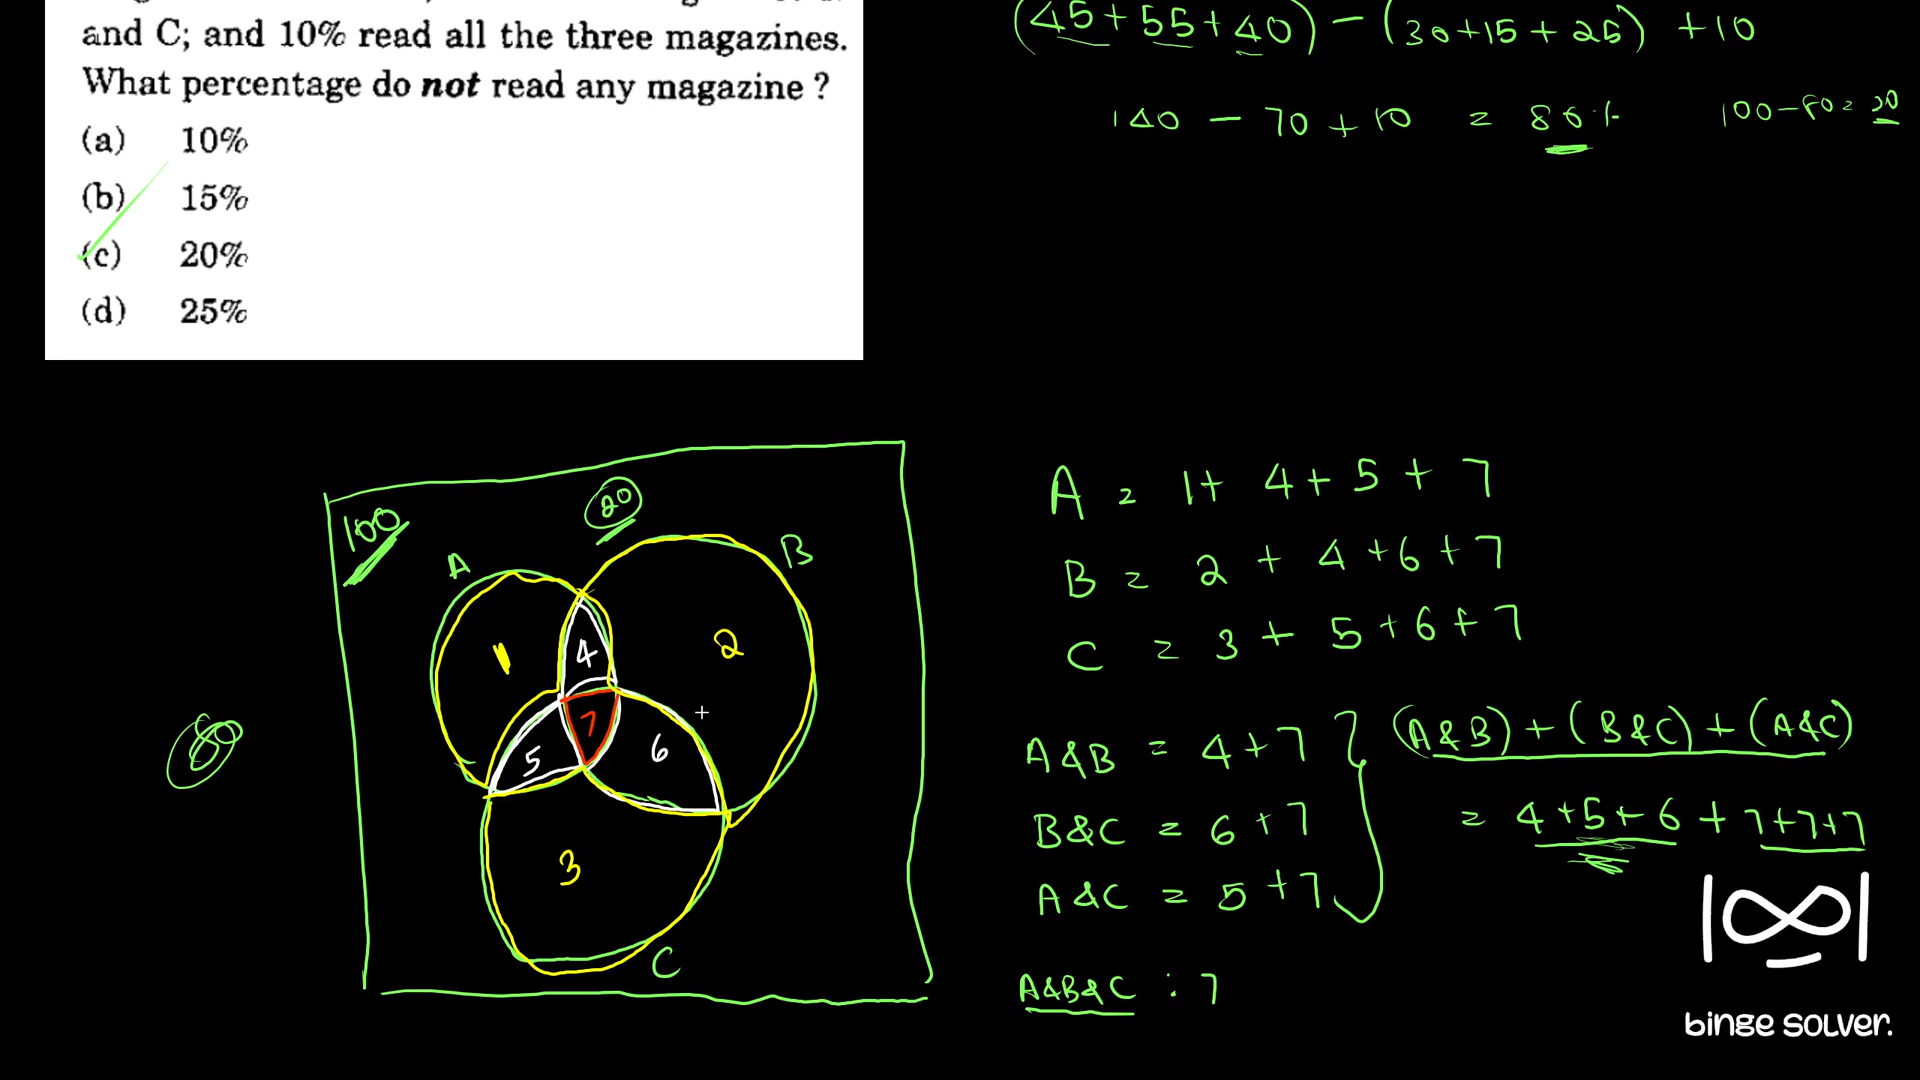 and C; and 10% read all the three magazines.
What percentage do not read any magazine ?
(a) 10%
(b) 15%
(c) 20%
(d) 25%
(45+55+40) - (30+15+25) +10
140 - 70 + 10 = 80% 100-80= 20
100
20
A
B
1
4
2
7
5
6
3
C
80
A = 1+ 4+ 5 + 7
B = 2 + 4 +6 +7
C = 3 + 5 +6 +7
A&B = 4+7
B&C = 6 +7
A&C = 5 +7
(A&B) + (B&C) + (A&C)
= 4+5+6 + 7+7+7
A&B&C : 7
binge solver.